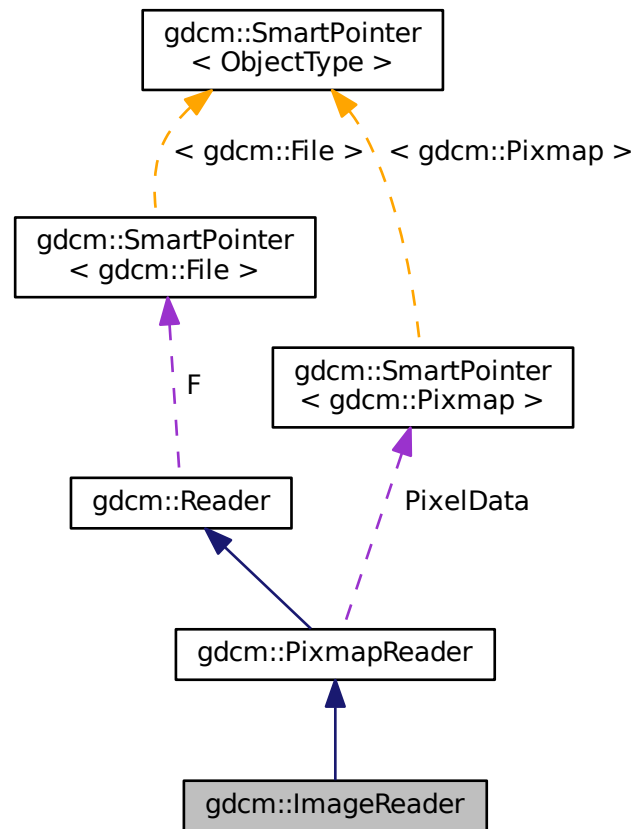 gdcm::SmartPointer
< ObjectType >
< gdcm::File >
< gdcm::Pixmap >
gdcm::SmartPointer
< gdcm::File >
gdcm::SmartPointer
< gdcm::Pixmap >
F
gdcm::Reader
PixelData
gdcm::PixmapReader
gdcm::ImageReader